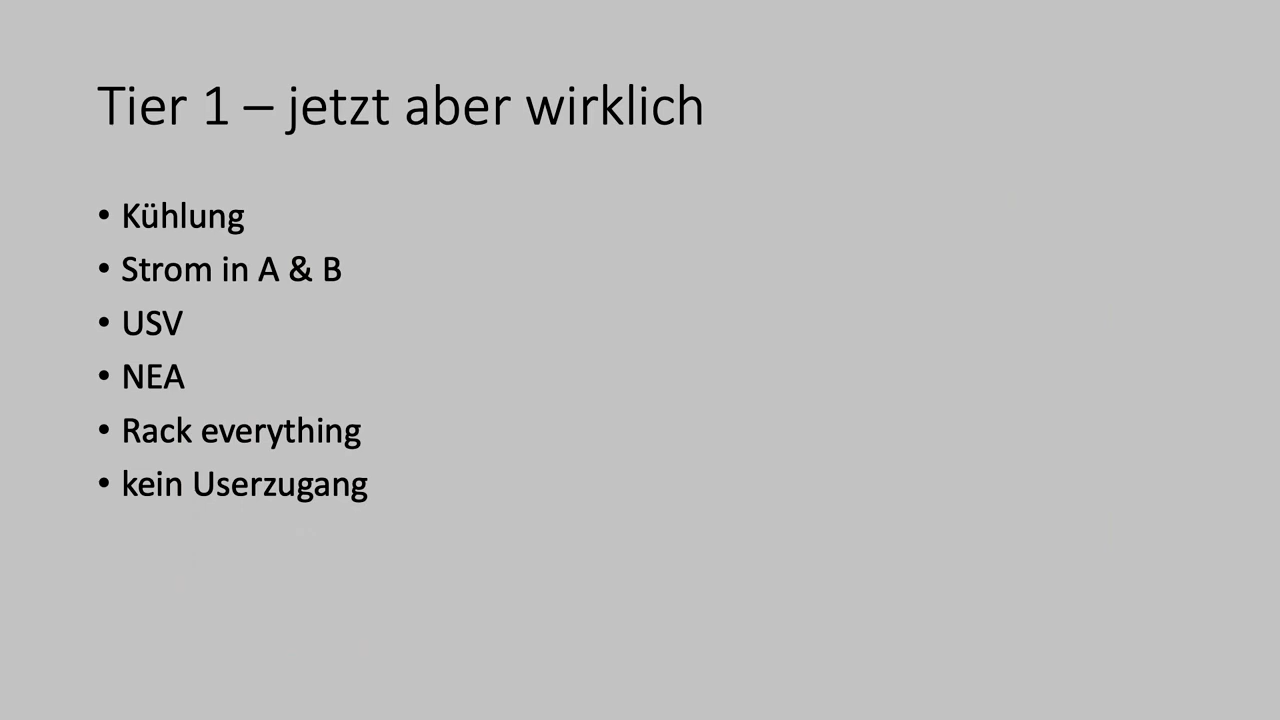 Tier 1 – jetzt aber wirklich
• Kühlung
• Strom in A & B
• USV
• NEA
• Rack everything
• kein Userzugang